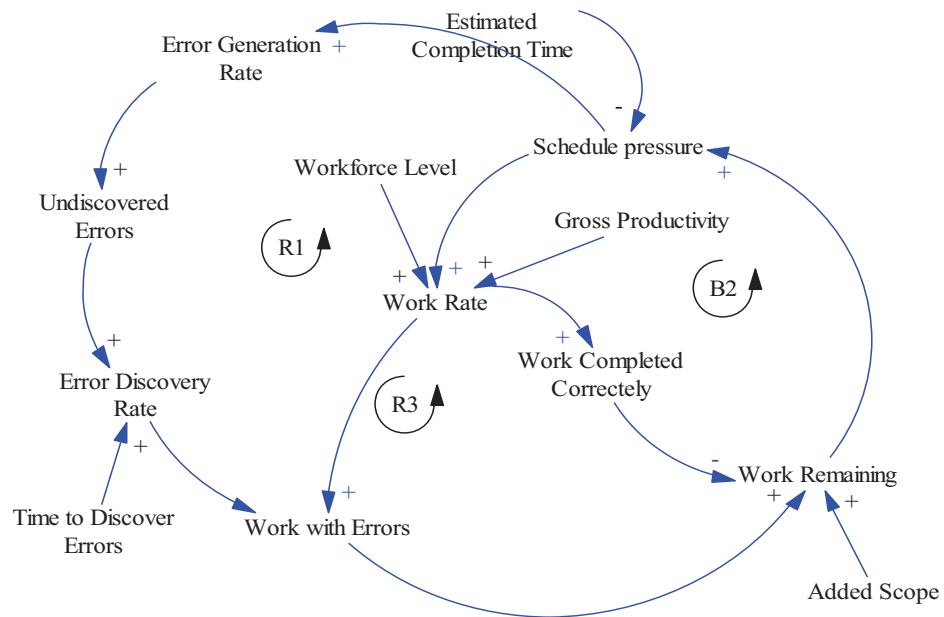 Estimated
Completion Time
Error Generation
Rate
+
-
Schedule pressure
+
Workforce Level
+
Undiscovered
Errors
Gross Productivity
R1
B2
+
+
+
Work Rate
+
+
Work Completed
Correctely
Error Discovery
Rate
R3
+
-
Work Remaining
+
+
+
Time to Discover
Errors
Work with Errors
Added Scope